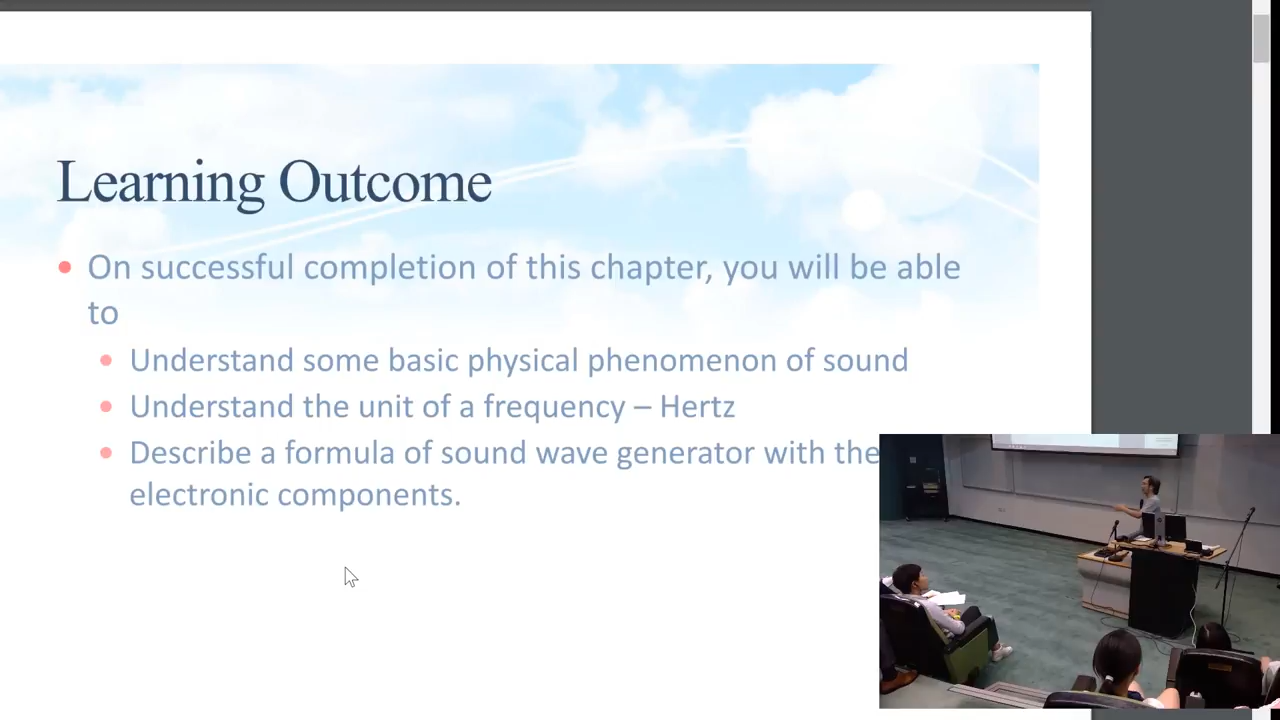 Learning Outcome
• On successful completion of this chapter, you will be able
to
• Understand some basic physical phenomenon of sound
• Understand the unit of a frequency – Hertz
• Describe a formula of sound wave generator with the
electronic components.